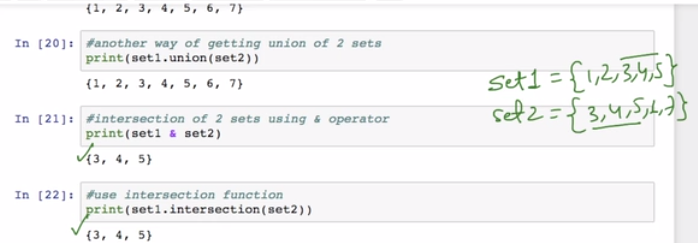 {1, 2, 3, 4, 5, 6, 7}
In [20]: #another way of getting union of 2 sets
print(set1.union(set2))
{1, 2, 3, 4, 5, 6, 7}
set1 = {1,2,3,4,5}
set2 = {3,4,5,6,7}
In [21]: #intersection of 2 sets using & operator
print(set1 & set2)
{3, 4, 5}
In [22]: #use intersection function
print(set1.intersection(set2))
{3, 4, 5}